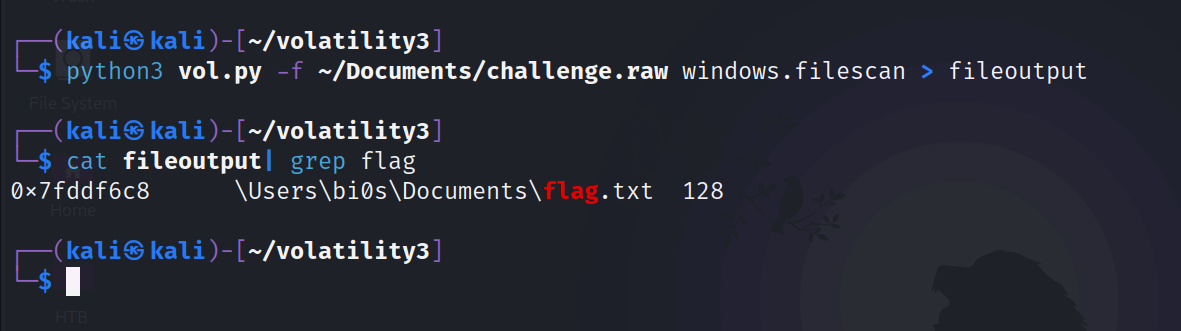 ┌──(kali㉿kali)-[~/volatility3]
└─$ python3 vol.py -f ~/Documents/challenge.raw windows.filescan > fileoutput
File System
┌──(kali㉿kali)-[~/volatility3]
└─$ cat fileoutput| grep flag
0×7fddf6c8 \Users\bi0s\Documents\flag.txt 128
Home
┌──(kali㉿kali)-[~/volatility3]
└─$
HTB